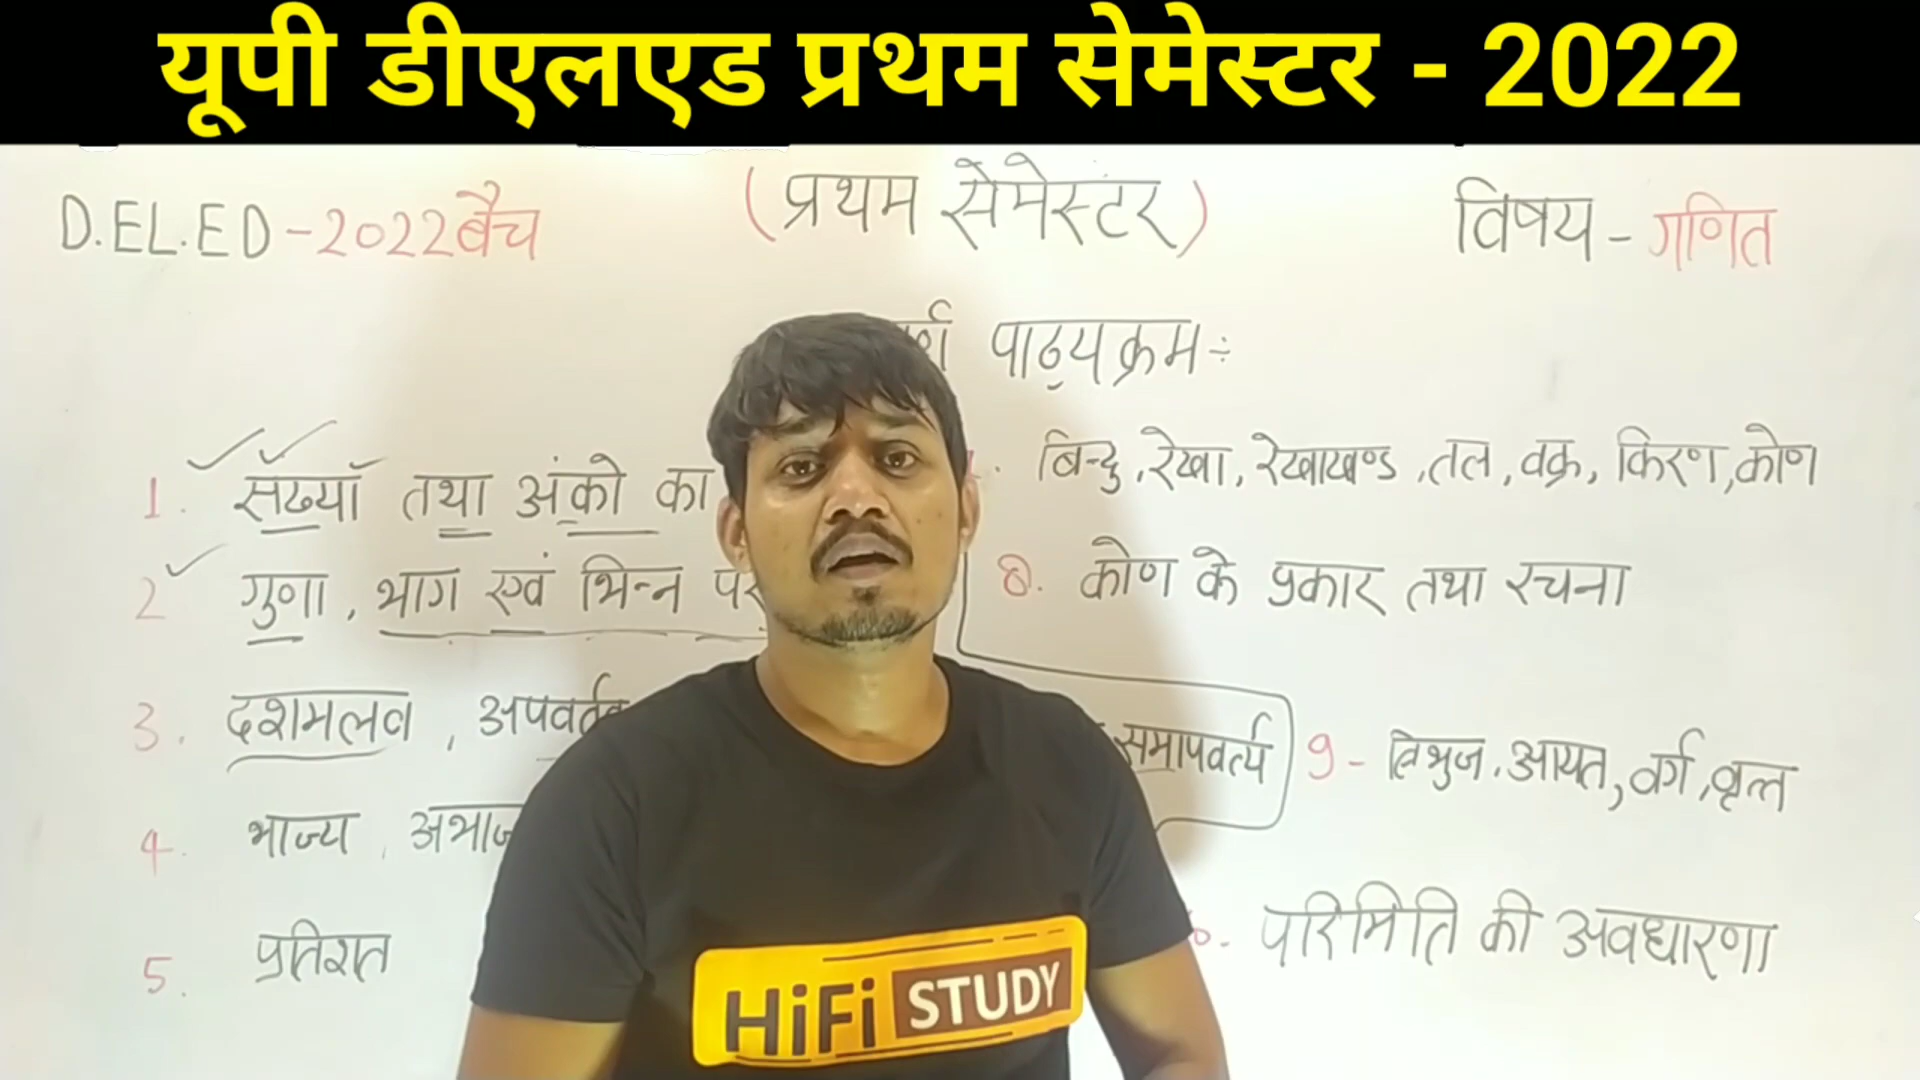 यूपी डीएलएड प्रथम सेमेस्टर - 2022
D.EL.ED - 2022 बैच
(प्रथम सेमेस्टर)
विषय - गणित
पाठ्यक्रम ÷
1. संख्याँ तथा अंको का
2 गुणा, भाग एवं भिन्न
3. दशमलव,
समापवर्त्य
4. भाज्य,
5. प्रतिशत
बिन्दु, रेखा, रेखाखण्ड, तल, वक्र, किरण, कोण
8. कोण के प्रकार तथा रचना
9 - त्रिभुज, आयत, वर्ग, वृत्त
परिमिति की अवधारणा
HiFi STUDY